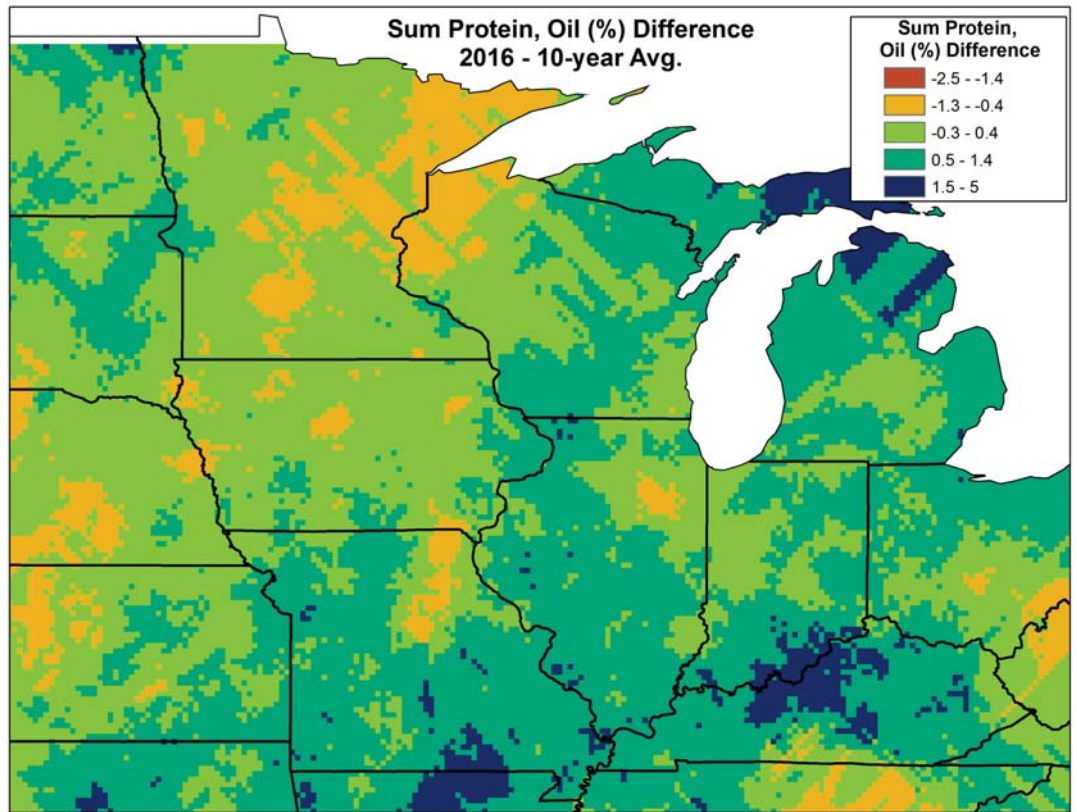 Sum Protein, Oil (%) Difference
2016 - 10-year Avg.
Sum Protein,
Oil (%) Difference
-2.5 - -1.4
-1.3 - -0.4
-0.3 - 0.4
0.5 - 1.4
1.5 - 5